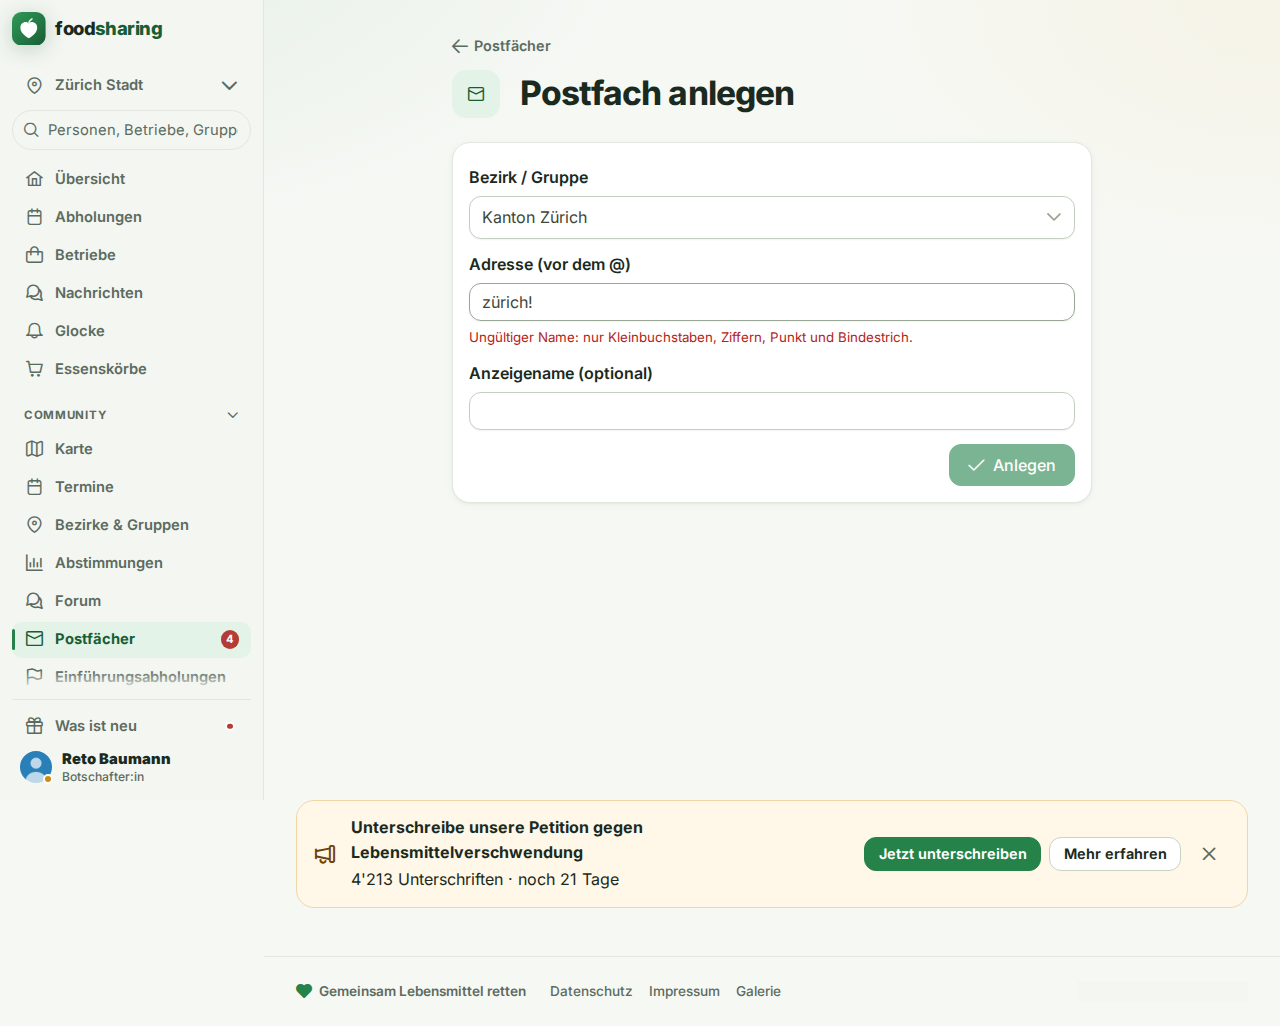 foodsharing
Zürich Stadt
Personen, Betriebe, Grupp
Übersicht
Abholungen
Betriebe
Nachrichten
Glocke
Essenskörbe
COMMUNITY
Karte
Termine
Bezirke & Gruppen
Abstimmungen
Forum
Postfächer 4
Einführungsabholungen
Was ist neu
Reto Baumann
Botschafter:in
Postfächer
Postfach anlegen
Bezirk / Gruppe
Kanton Zürich
Adresse (vor dem @)
zürich!
Ungültiger Name: nur Kleinbuchstaben, Ziffern, Punkt und Bindestrich.
Anzeigename (optional)
Anlegen
Unterschreibe unsere Petition gegen
Lebensmittelverschwendung
4'213 Unterschriften · noch 21 Tage
Jetzt unterschreiben
Mehr erfahren
Gemeinsam Lebensmittel retten Datenschutz Impressum Galerie